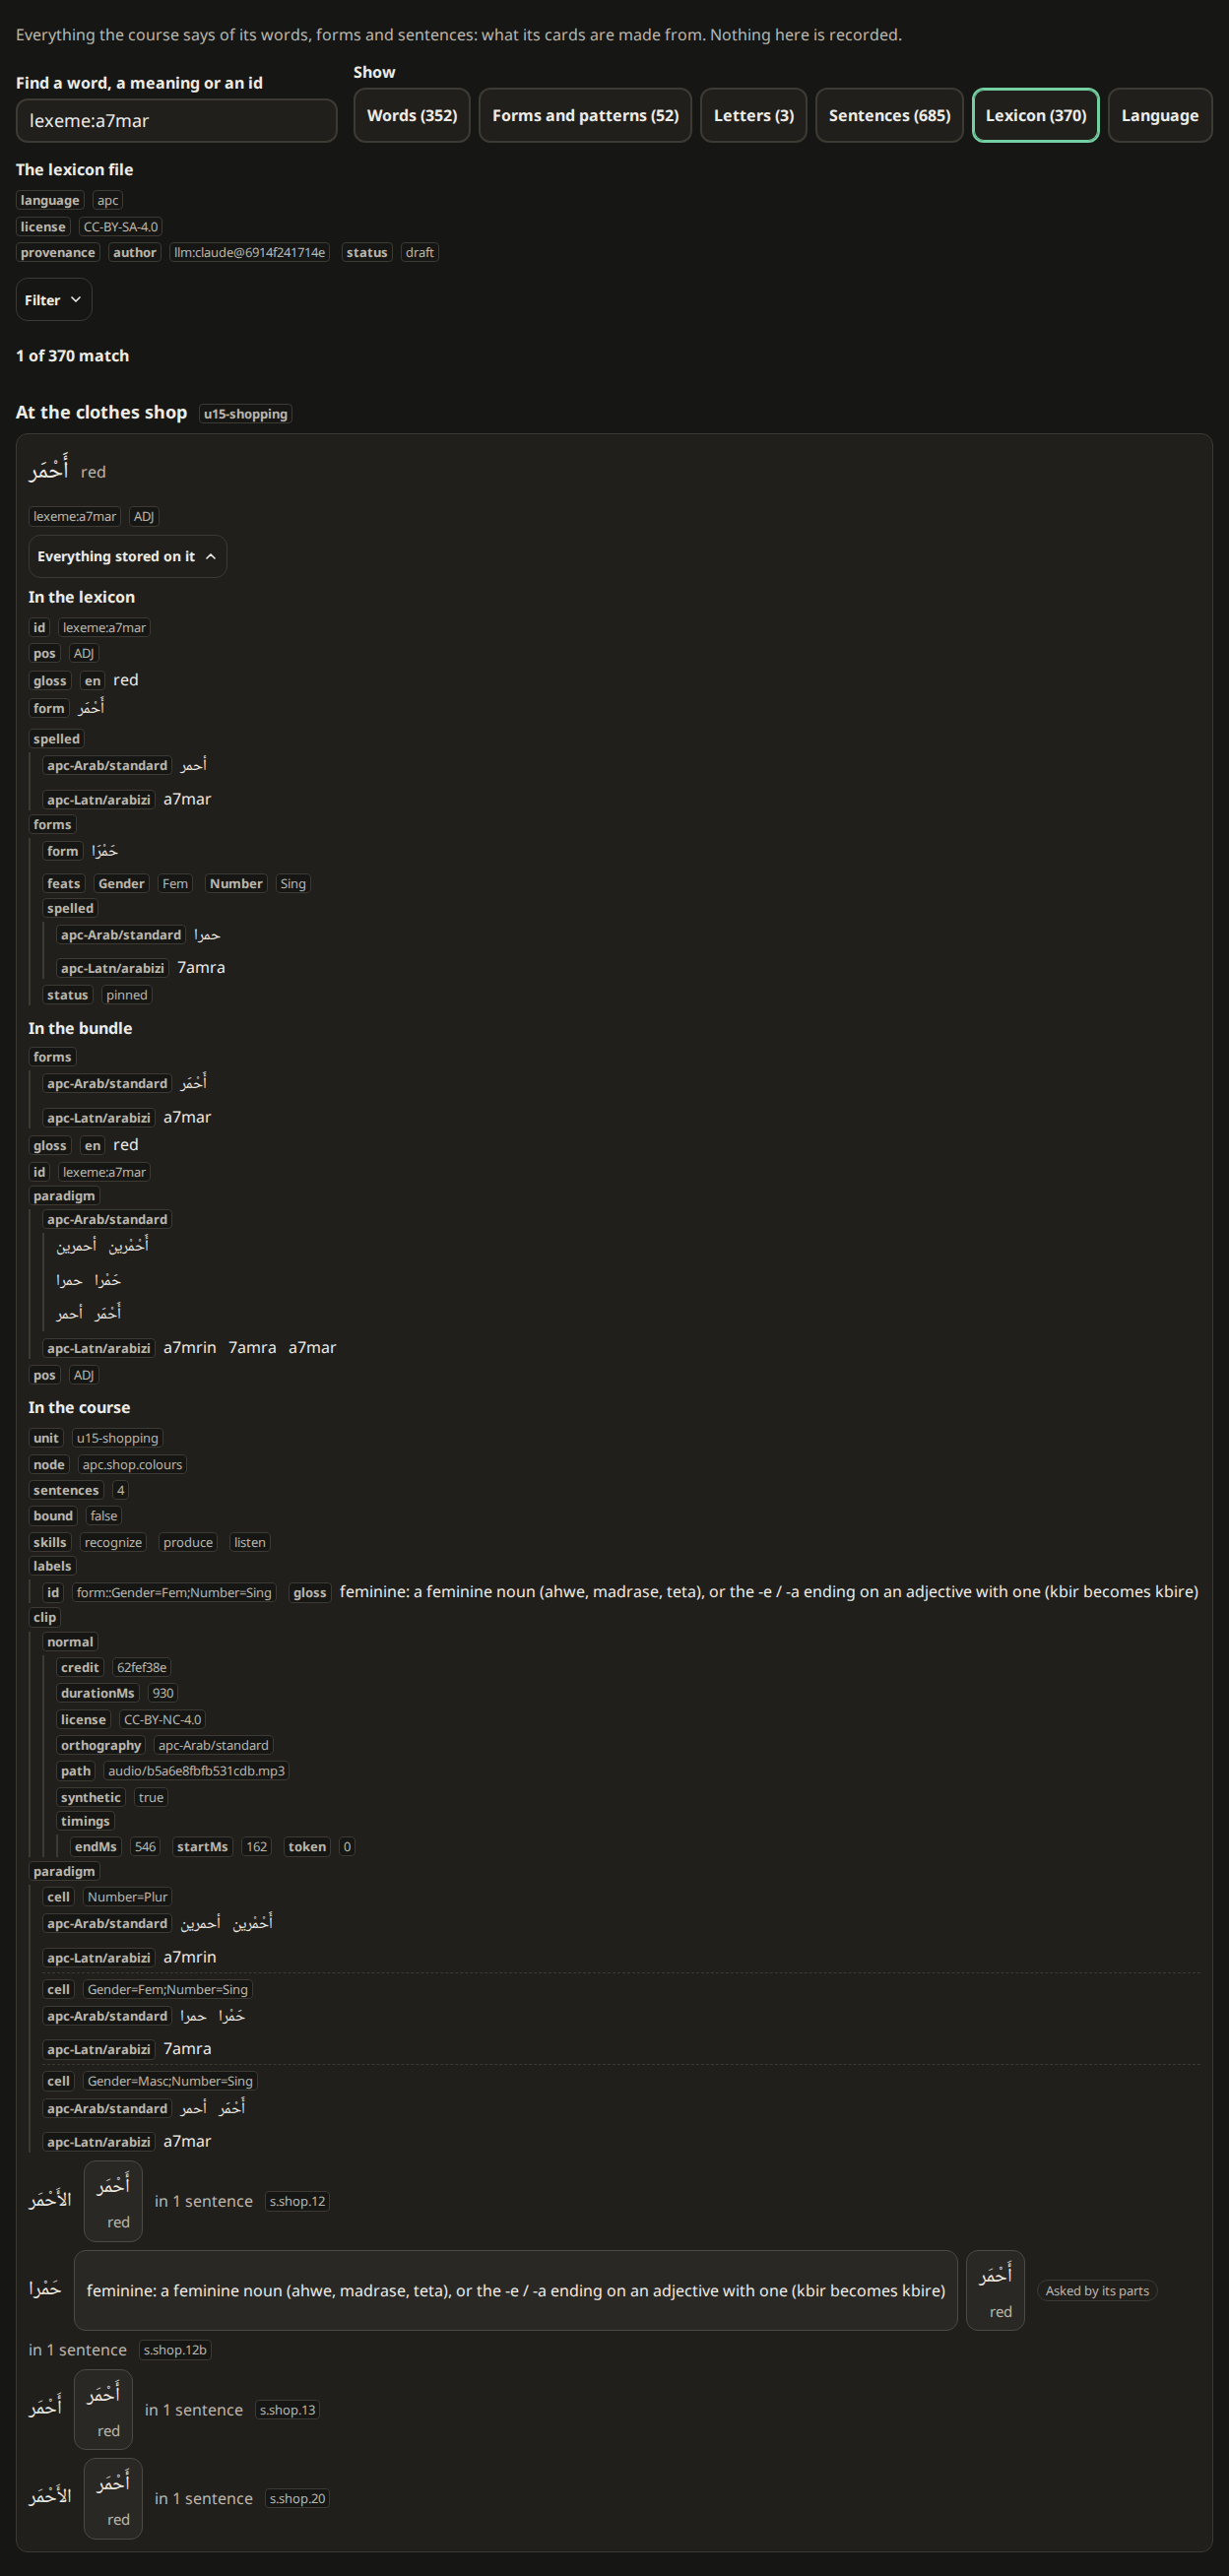 Everything the course says of its words, forms and sentences: what its cards are made from. Nothing here is recorded.
Find a word, a meaning or an id
lexeme:a7mar
Show
Words (352) Forms and patterns (52) Letters (3) Sentences (685) Lexicon (370) Language
The lexicon file
language apc
license CC-BY-SA-4.0
provenance author llm:claude@6914f241714e status draft
Filter
1 of 370 match
At the clothes shop u15-shopping
أَحْمَر red
lexeme:a7mar ADJ
Everything stored on it
In the lexicon
id lexeme:a7mar
pos ADJ
gloss en red
form أَحْمَر
spelled
apc-Arab/standard أحمر
apc-Latn/arabizi a7mar
forms
form حَمْرَا
feats Gender Fem Number Sing
spelled
apc-Arab/standard حمرا
apc-Latn/arabizi 7amra
status pinned
In the bundle
forms
apc-Arab/standard أَحْمَر
apc-Latn/arabizi a7mar
gloss en red
id lexeme:a7mar
paradigm
apc-Arab/standard
أَحْمْرين أحمرين
حَمْرا حمرا
أَحْمَر أحمر
apc-Latn/arabizi a7mrin 7amra a7mar
pos ADJ
In the course
unit u15-shopping
node apc.shop.colours
sentences 4
bound false
skills recognize produce listen
labels
id form::Gender=Fem;Number=Sing gloss feminine: a feminine noun (ahwe, madrase, teta), or the -e / -a ending on an adjective with one (kbir becomes kbire)
clip
normal
credit 62fef38e
durationMs 930
license CC-BY-NC-4.0
orthography apc-Arab/standard
path audio/b5a6e8fbfb531cdb.mp3
synthetic true
timings
endMs 546 startMs 162 token 0
paradigm
cell Number=Plur
apc-Arab/standard أَحْمْرين أحمرين
apc-Latn/arabizi a7mrin
cell Gender=Fem;Number=Sing
apc-Arab/standard حَمْرا حمرا
apc-Latn/arabizi 7amra
cell Gender=Masc;Number=Sing
apc-Arab/standard أَحْمَر أحمر
apc-Latn/arabizi a7mar
الأَحْمَر أَحْمَر red in 1 sentence s.shop.12
حَمْرا feminine: a feminine noun (ahwe, madrase, teta), or the -e / -a ending on an adjective with one (kbir becomes kbire) أَحْمَر red Asked by its parts
in 1 sentence s.shop.12b
أَحْمَر أَحْمَر red in 1 sentence s.shop.13
الأَحْمَر أَحْمَر red in 1 sentence s.shop.20